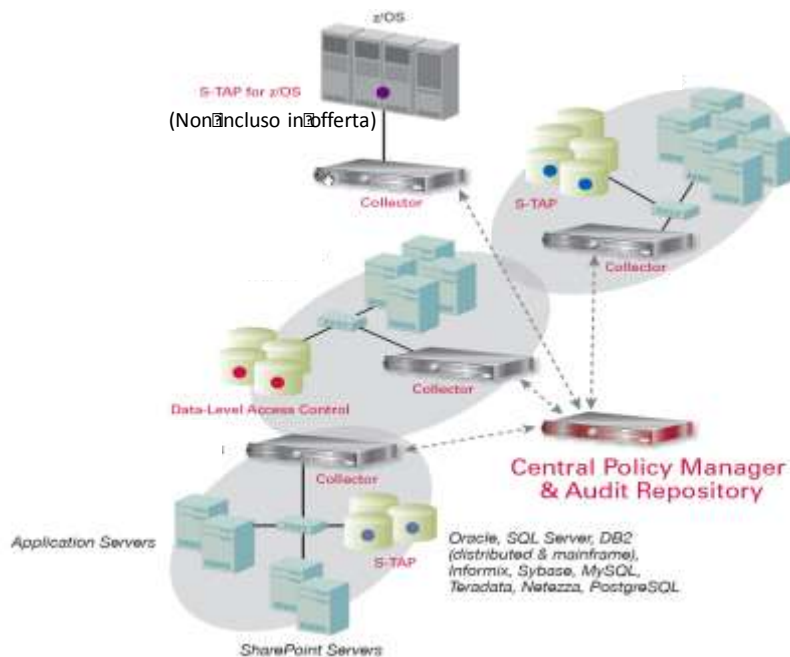 z/OS
S-TAP for z/OS
(Non incluso in offerta)
Collector
S-TAP
Collector
Collector
Data-Level Access Control
Collector
Central Policy Manager
& Audit Repository
Application Servers
S-TAP
Oracle, SQL Server, DB2
(distributed & mainframe),
Informix, Sybase, MySQL,
Teradata, Netezza, PostgreSQL
SharePoint Servers